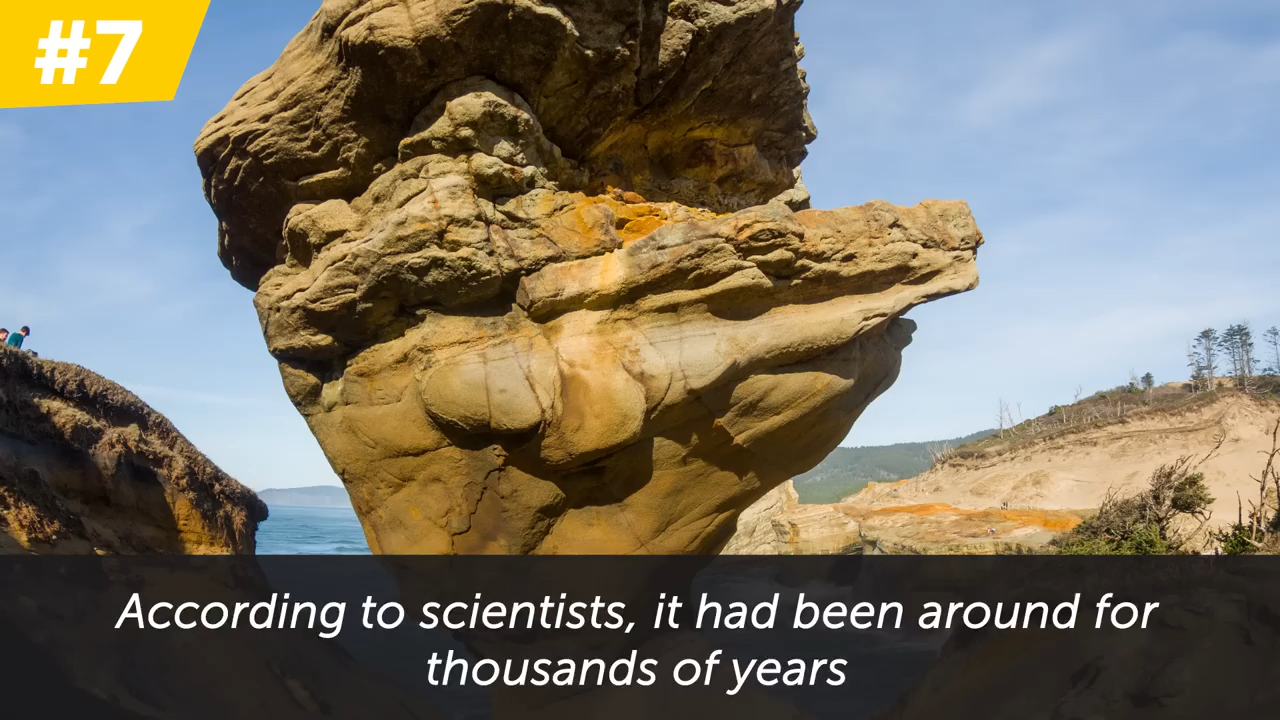 #7
According to scientists, it had been around for
thousands of years